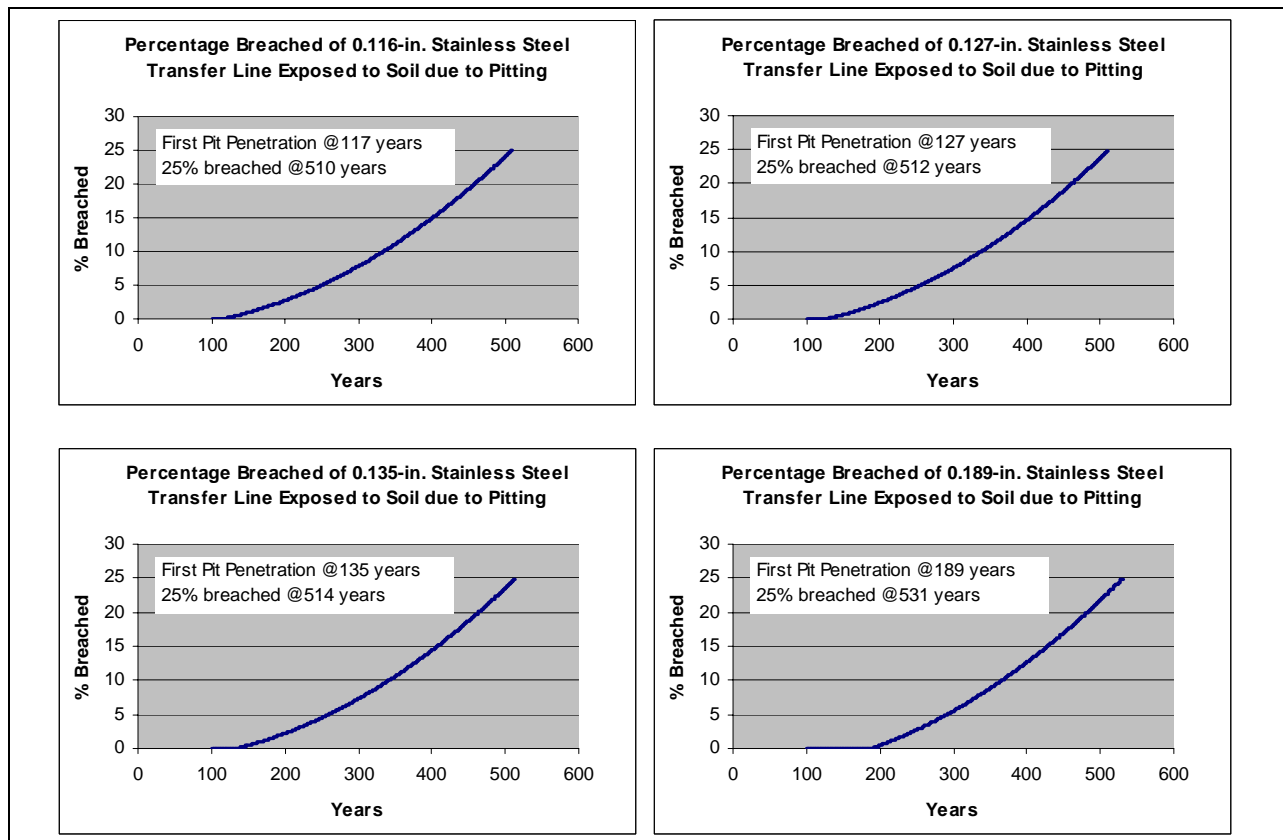 Percentage Breached of 0.116-in. Stainless Steel
Transfer Line Exposed to Soil due to Pitting
First Pit Penetration @117 years
25% breached @510 years
30
25
20
15
10
5
0
% Breached
0 100 200 300 400 500 600
Years
Percentage Breached of 0.127-in. Stainless Steel
Transfer Line Exposed to Soil due to Pitting
First Pit Penetration @127 years
25% breached @512 years
30
25
20
15
10
5
0
% Breached
0 100 200 300 400 500 600
Years
Percentage Breached of 0.135-in. Stainless Steel
Transfer Line Exposed to Soil due to Pitting
First Pit Penetration @135 years
25% breached @514 years
30
25
20
15
10
5
0
% Breached
0 100 200 300 400 500 600
Years
Percentage Breached of 0.189-in. Stainless Steel
Transfer Line Exposed to Soil due to Pitting
First Pit Penetration @189 years
25% breached @531 years
30
25
20
15
10
5
0
% Breached
0 100 200 300 400 500 600
Years